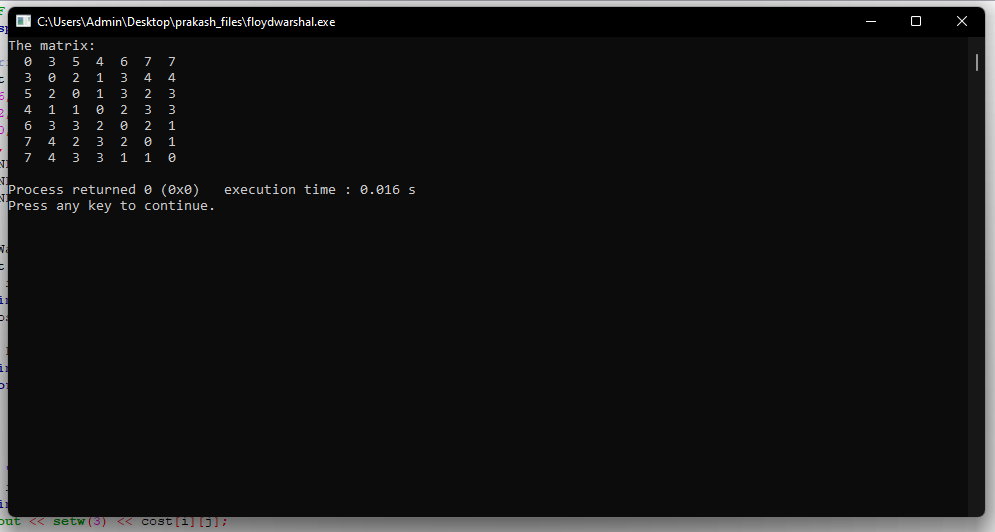 C:\Users\Admin\Desktop\prakash_files\floydwarshal.exe
The matrix:
0 3 5 4 6 7 7
3 0 2 1 3 4 4
5 2 0 1 3 2 3
4 1 1 0 2 3 3
6 3 3 2 0 2 1
7 4 2 3 2 0 1
7 4 3 3 1 1 0
Process returned 0 (0x0) execution time : 0.016 s
Press any key to continue.
out << setw(3) << cost[i][j];